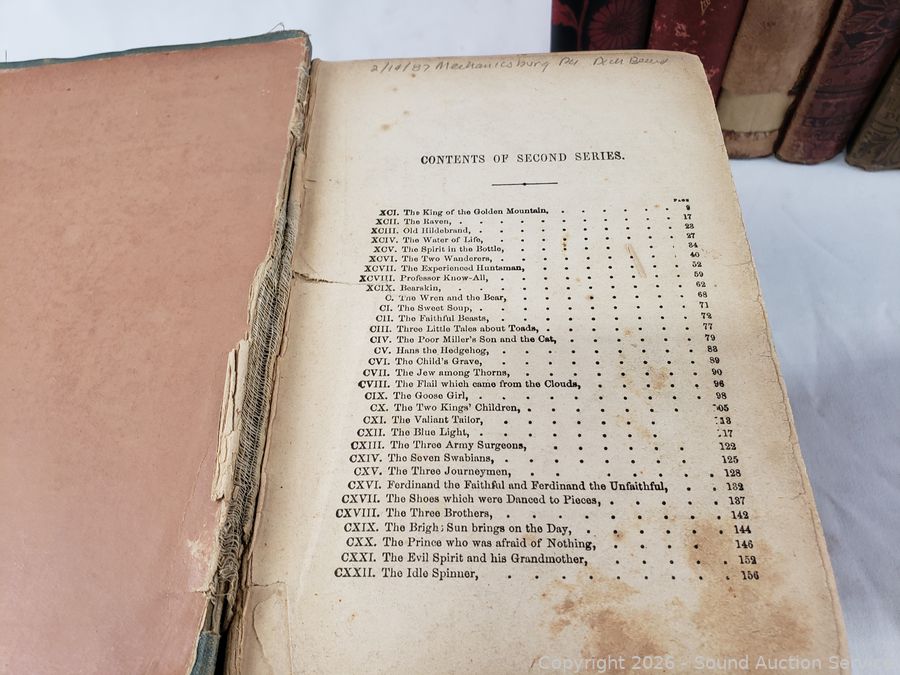 2/14/87 Mechanicsburg Pa
CONTENTS OF SECOND SERIES.
PAGE
XCI. The King of the Golden Mountain, . . . . . . 9
XCII. The Raven, . . . . . . . . . 17
XCIII. Old Hildebrand, . . . . . . . . . 23
XCIV. The Water of Life, . . . . . . . . 27
XCV. The Spirit in the Bottle, . . . . . . . 34
XCVI. The Two Wanderers, . . . . . . . . 40
XCVII. The Experienced Huntsman, . . . . . . . 52
XCVIII. Professor Know-All, . . . . . . . . 59
XCIX. Bearskin, . . . . . . . . . 62
C. The Wren and the Bear, . . . . . . . 68
CI. The Sweet Soup, . . . . . . . . 71
CII. The Faithful Beasts, . . . . . . . . 72
CIII. Three Little Tales about Toads, . . . . . . 77
CIV. The Poor Miller's Son and the Cat, . . . . . . 79
CV. Hans the Hedgehog, . . . . . . . . 83
CVI. The Child's Grave, . . . . . . . . 89
CVII. The Jew among Thorns, . . . . . . . 90
CVIII. The Flail which came from the Clouds, . . . . . 96
CIX. The Goose Girl, . . . . . . . . 98
CX. The Two Kings' Children, . . . . . . . 05
CXI. The Valiant Tailor, . . . . . . . . 13
CXII. The Blue Light, . . . . . . . . 17
CXIII. The Three Army Surgeons, . . . . . . . 122
CXIV. The Seven Swabians, . . . . . . . . 125
CXV. The Three Journeymen, . . . . . . . 128
CXVI. Ferdinand the Faithful and Ferdinand the Unfaithful, . . . 132
CXVII. The Shoes which were Danced to Pieces, . . . . . 137
CXVIII. The Three Brothers, . . . . . . . . 142
CXIX. The Brigh; Sun brings on the Day, . . . . . . 144
CXX. The Prince who was afraid of Nothing, . . . . . 146
CXXI. The Evil Spirit and his Grandmother, . . . . . 152
CXXII. The Idle Spinner, . . . . . . . . 156
Copyright 2026 - Sound Auction Service